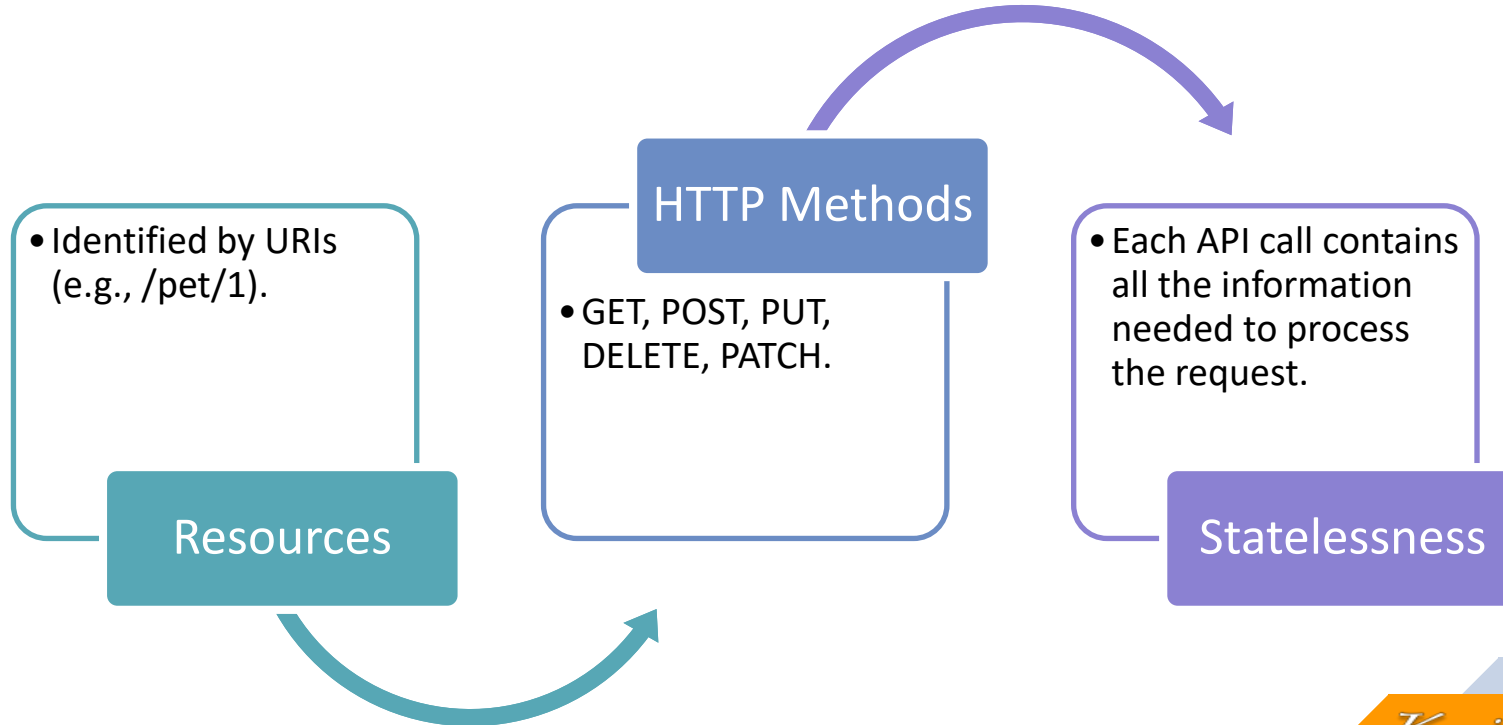 • Identified by URIs
(e.g., /pet/1).
Resources
HTTP Methods
• GET, POST, PUT,
DELETE, PATCH.
• Each API call contains
all the information
needed to process
the request.
Statelessness